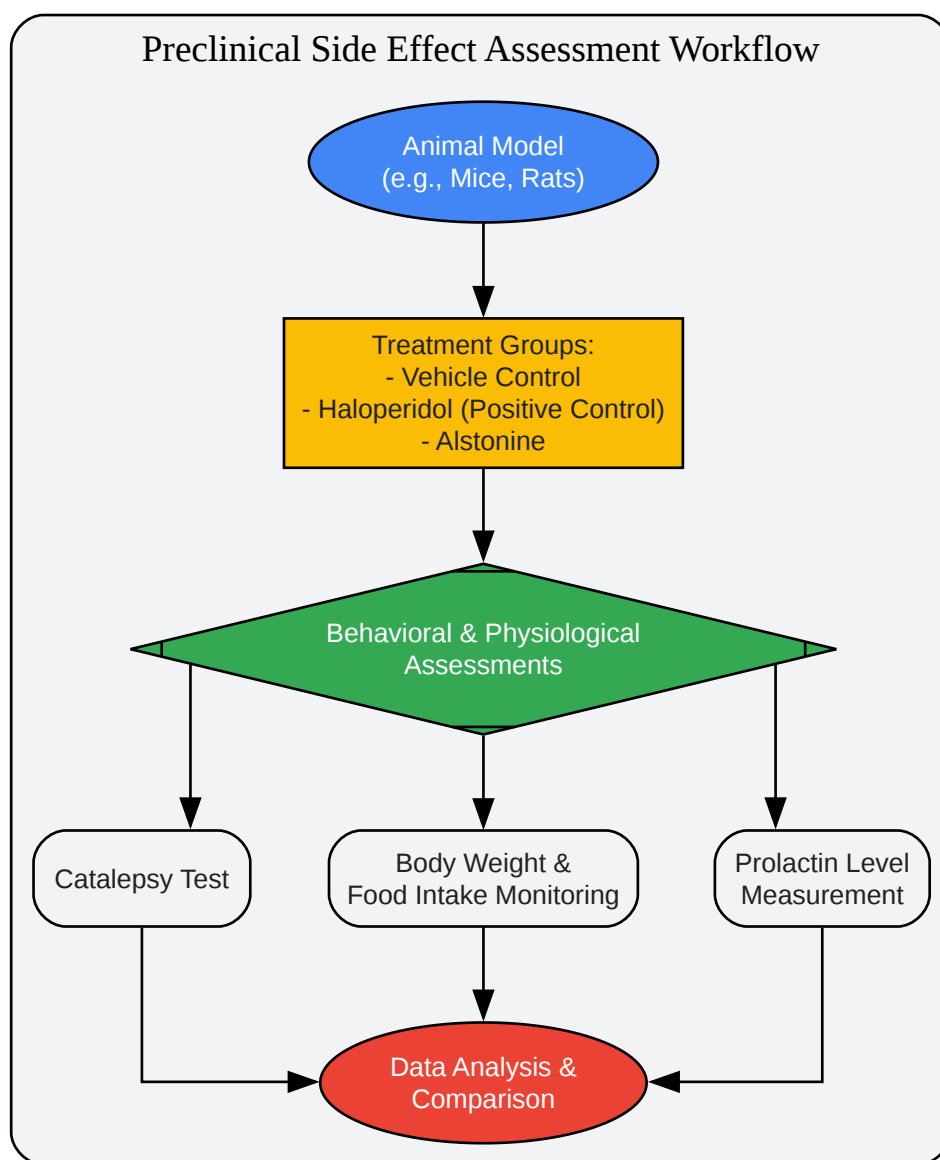 Preclinical Side Effect Assessment Workflow
Animal Model
(e.g., Mice, Rats)
Treatment Groups:
- Vehicle Control
- Haloperidol (Positive Control)
- Alstonine
Behavioral & Physiological
Assessments
Catalepsy Test
Body Weight &
Food Intake Monitoring
Prolactin Level
Measurement
Data Analysis &
Comparison